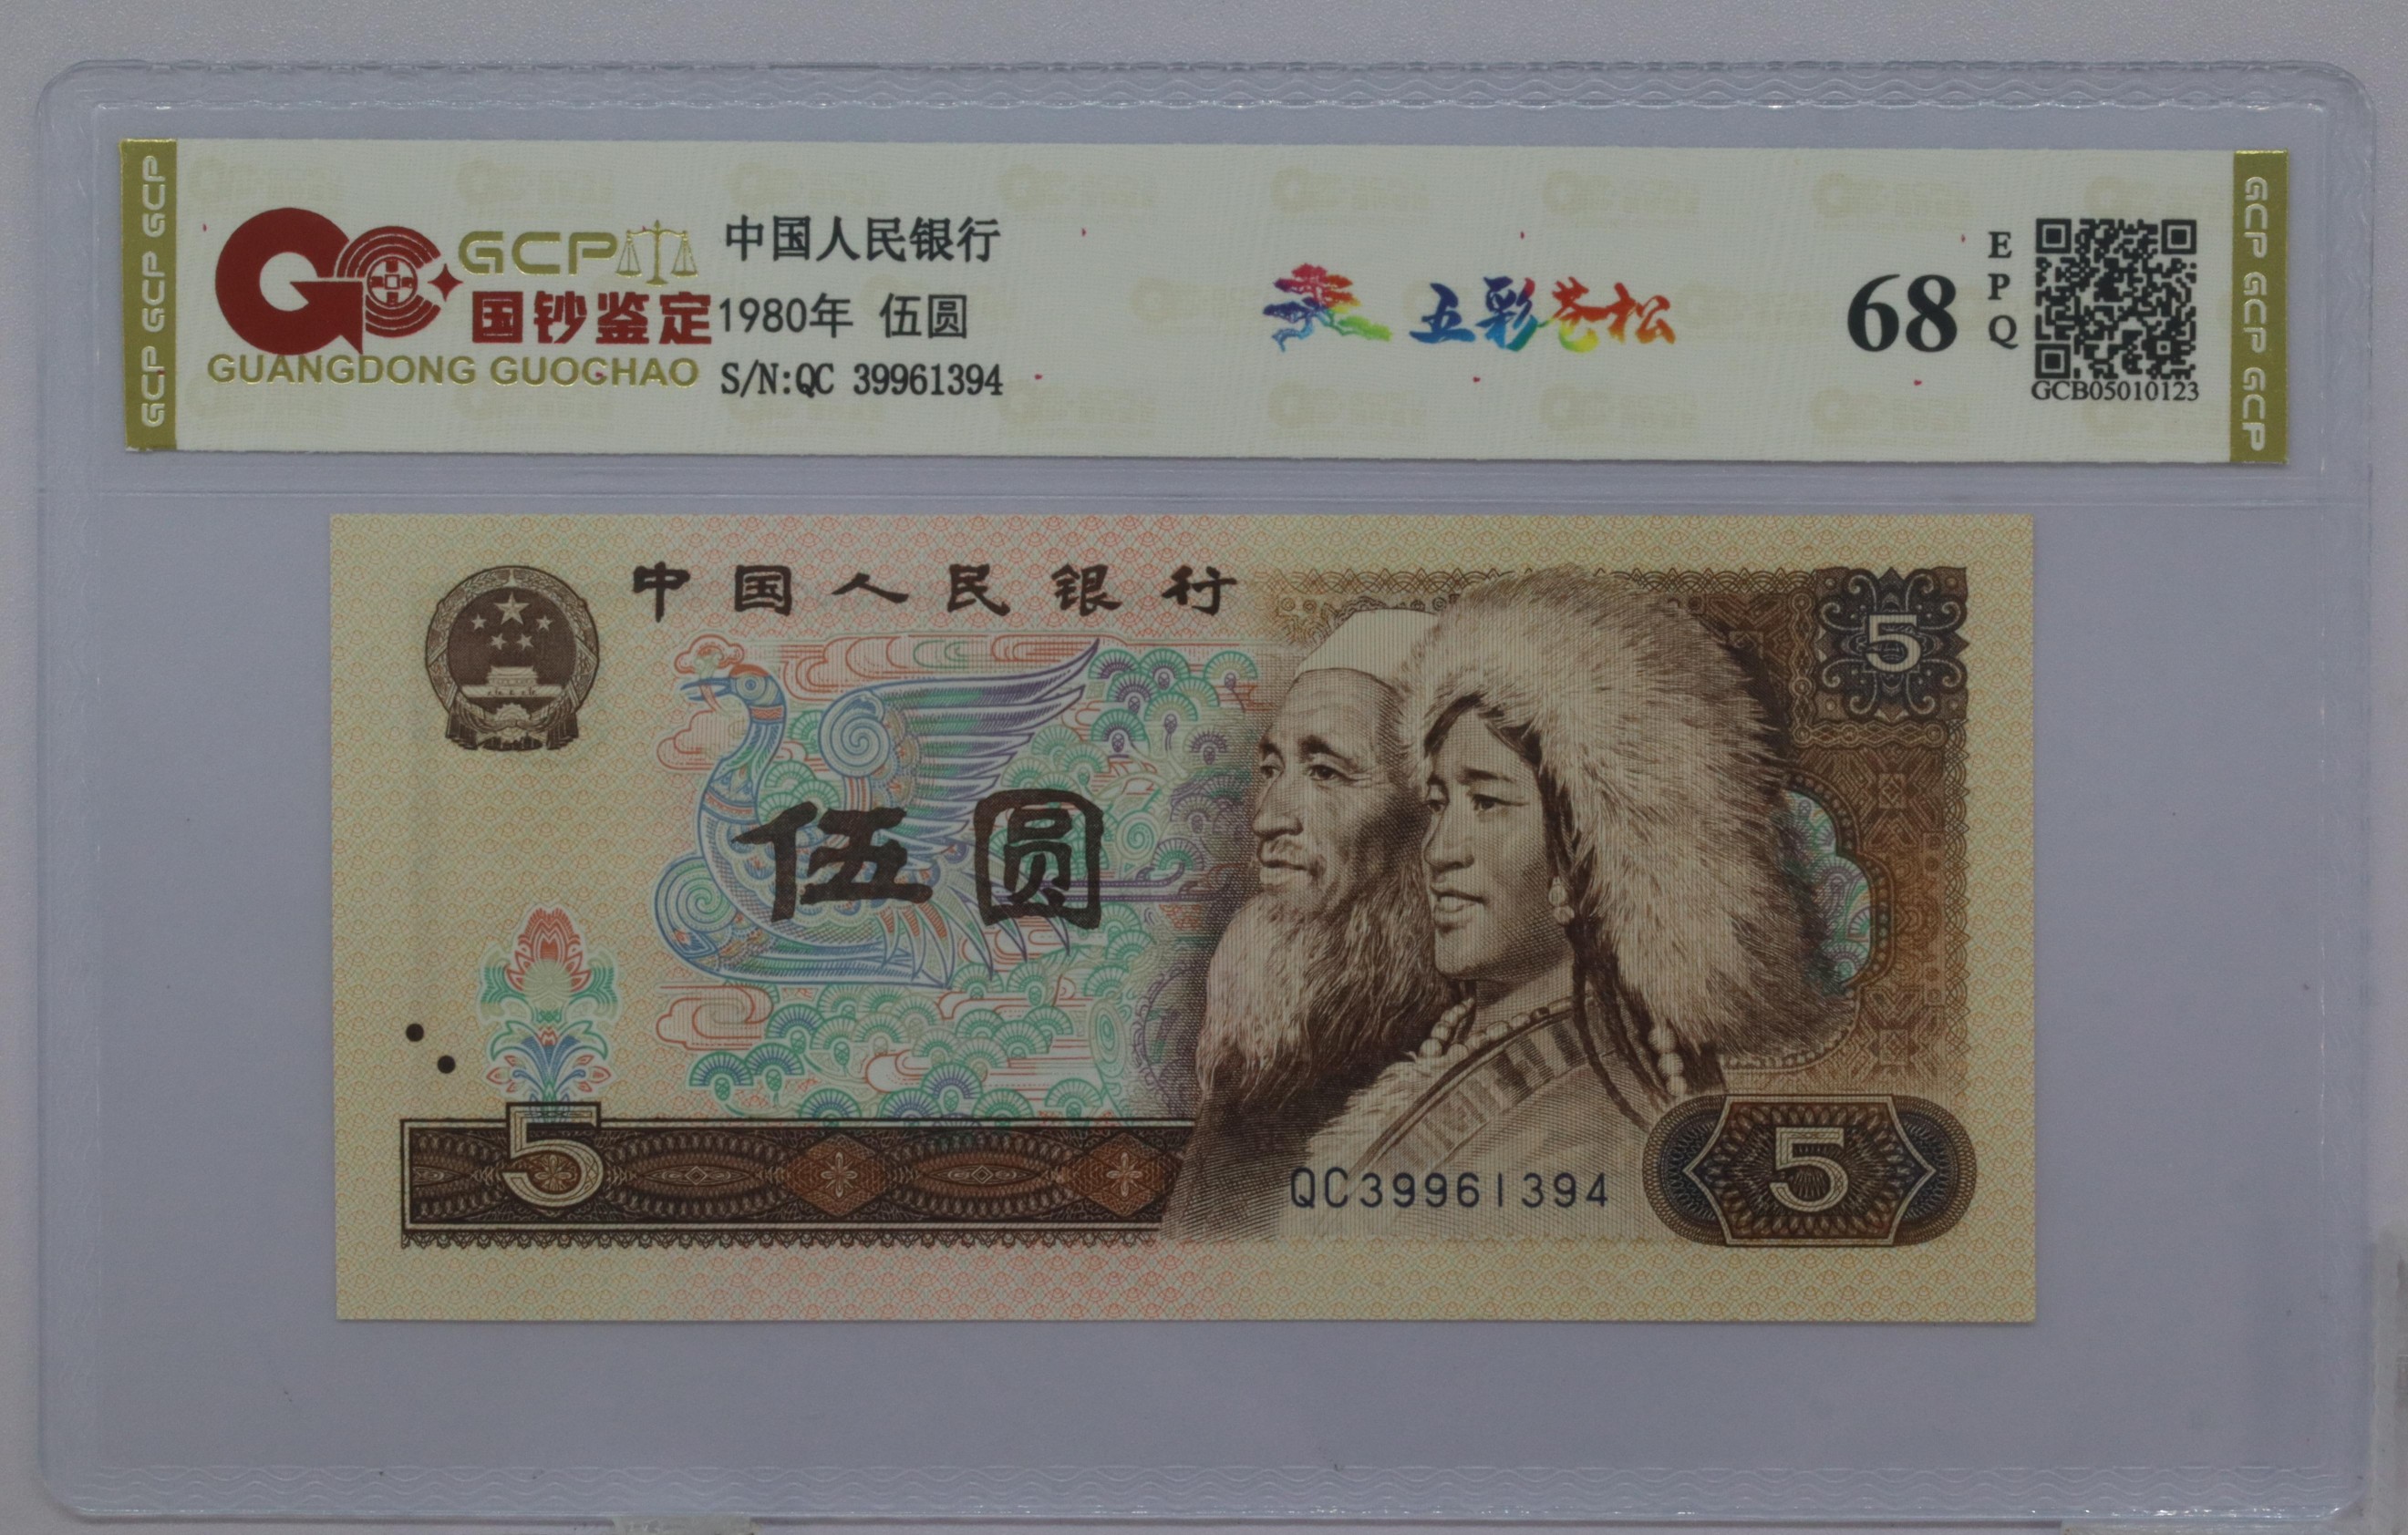 GCP GCP GCP
GCP
国钞鉴定
GUANGDONG GUOCHAO
中国人民银行
1980年 伍圆
S/N:QC 39961394
五彩苍松
68
EPQ
GCB05010123
GCP GCP GCP
中国人民银行
5
伍圆
5
QC39961394
5